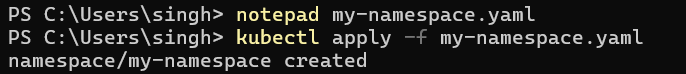 PS C:\Users\singh> notepad my-namespace.yaml
PS C:\Users\singh> kubectl apply -f my-namespace.yaml
namespace/my-namespace created